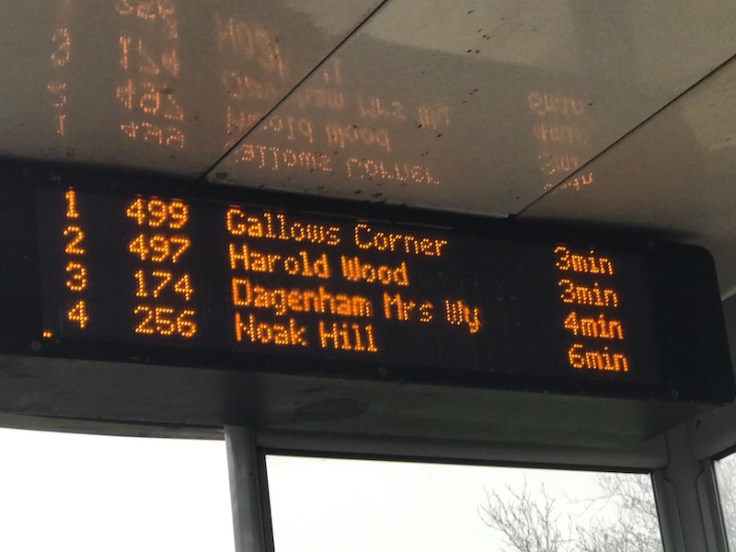 1 499 Gallows Corner 3min
2 497 Harold Wood 3min
3 174 Dagenham Mrs Wy 4min
4 256 Noak Hill 6min